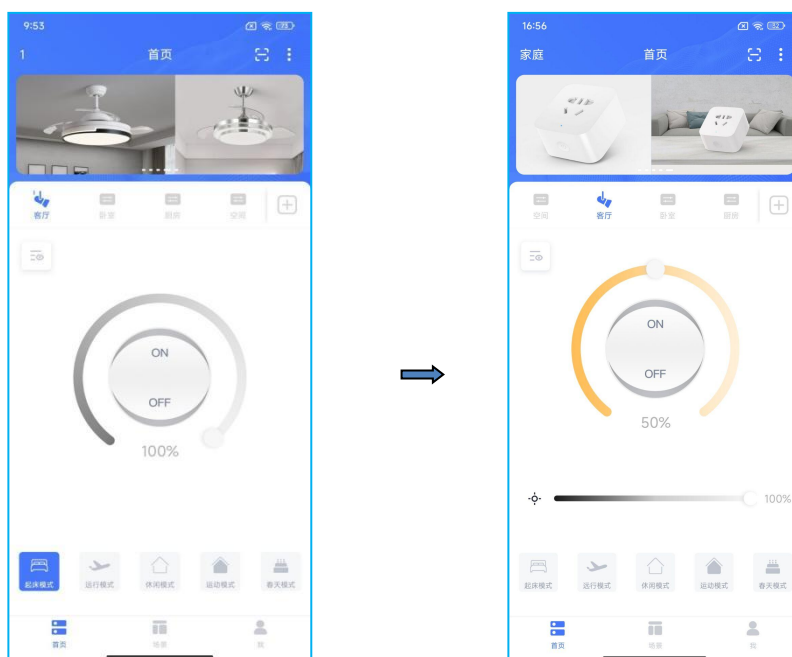 9:53
1
首页
客厅
卧室
厨房
空间
ON
OFF
100%
起床模式
远行模式
休闲模式
运动模式
春天模式
首页
场景
我
16:56
家庭
首页
空间
客厅
卧室
厨房
ON
OFF
50%
100%
起床模式
远行模式
休闲模式
运动模式
春天模式
首页
场景
我